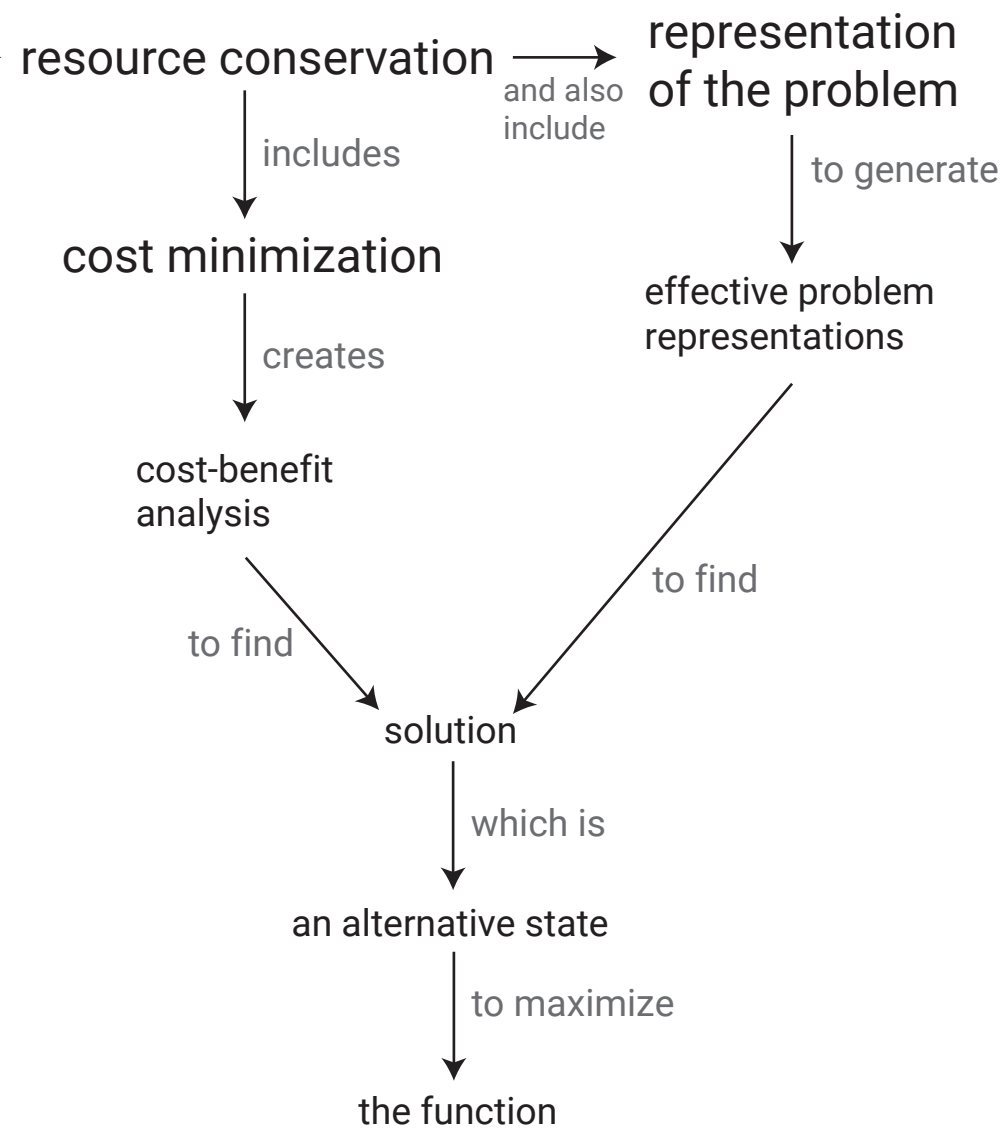 resource conservation
and also
include
representation
of the problem
includes
to generate
cost minimization
effective problem
representations
creates
cost-benefit
analysis
to find
to find
solution
which is
an alternative state
to maximize
the function